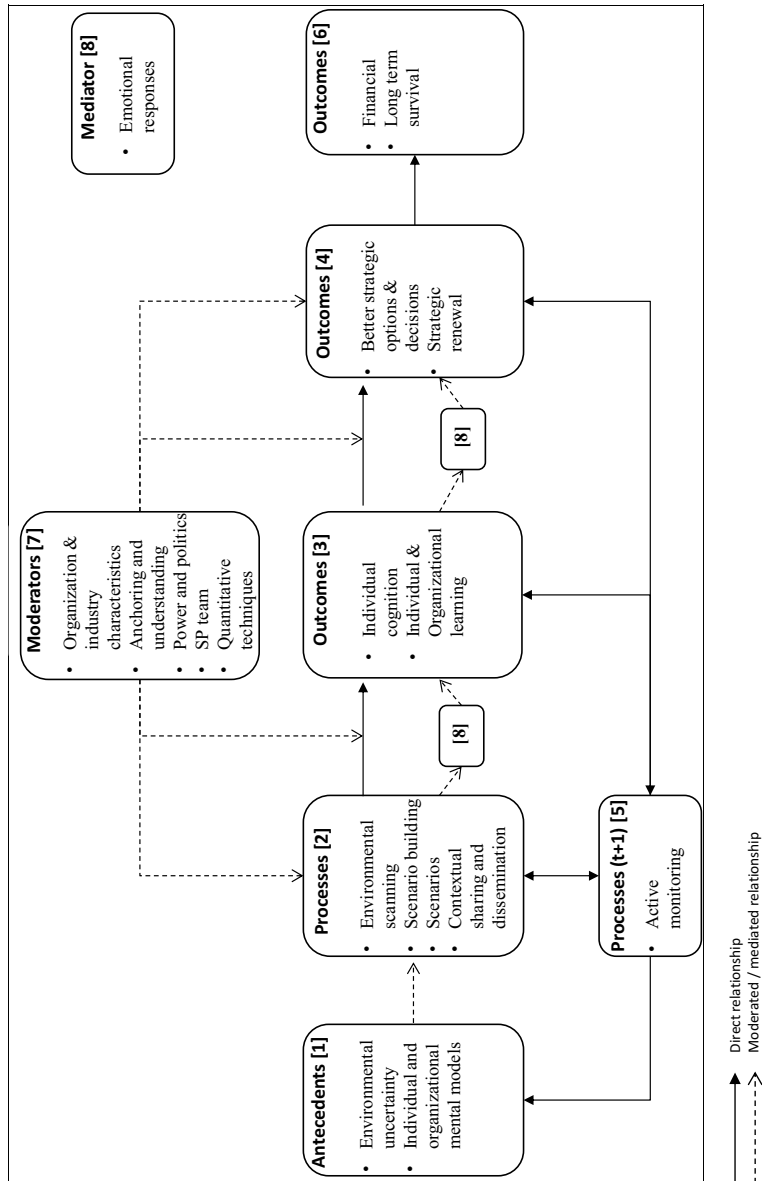 Mediator [8]
• Emotional
responses
Moderators [7]
• Organization &
industry
characteristics
• Anchoring and
understanding
• Power and politics
• SP team
• Quantitative
techniques
Antecedents [1]
• Environmental
uncertainty
• Individual and
organizational
mental models
Processes [2]
• Environmental
scanning
• Scenario building
• Scenarios
• Contextual
sharing and
dissemination
[8]
Outcomes [3]
• Individual
cognition
• Individual &
Organizational
learning
[8]
Outcomes [4]
• Better strategic
options &
decisions
• Strategic
renewal
Outcomes [6]
• Financial
• Long term
survival
Processes (t+1) [5]
• Active
monitoring
Direct relationship
Moderated / mediated relationship